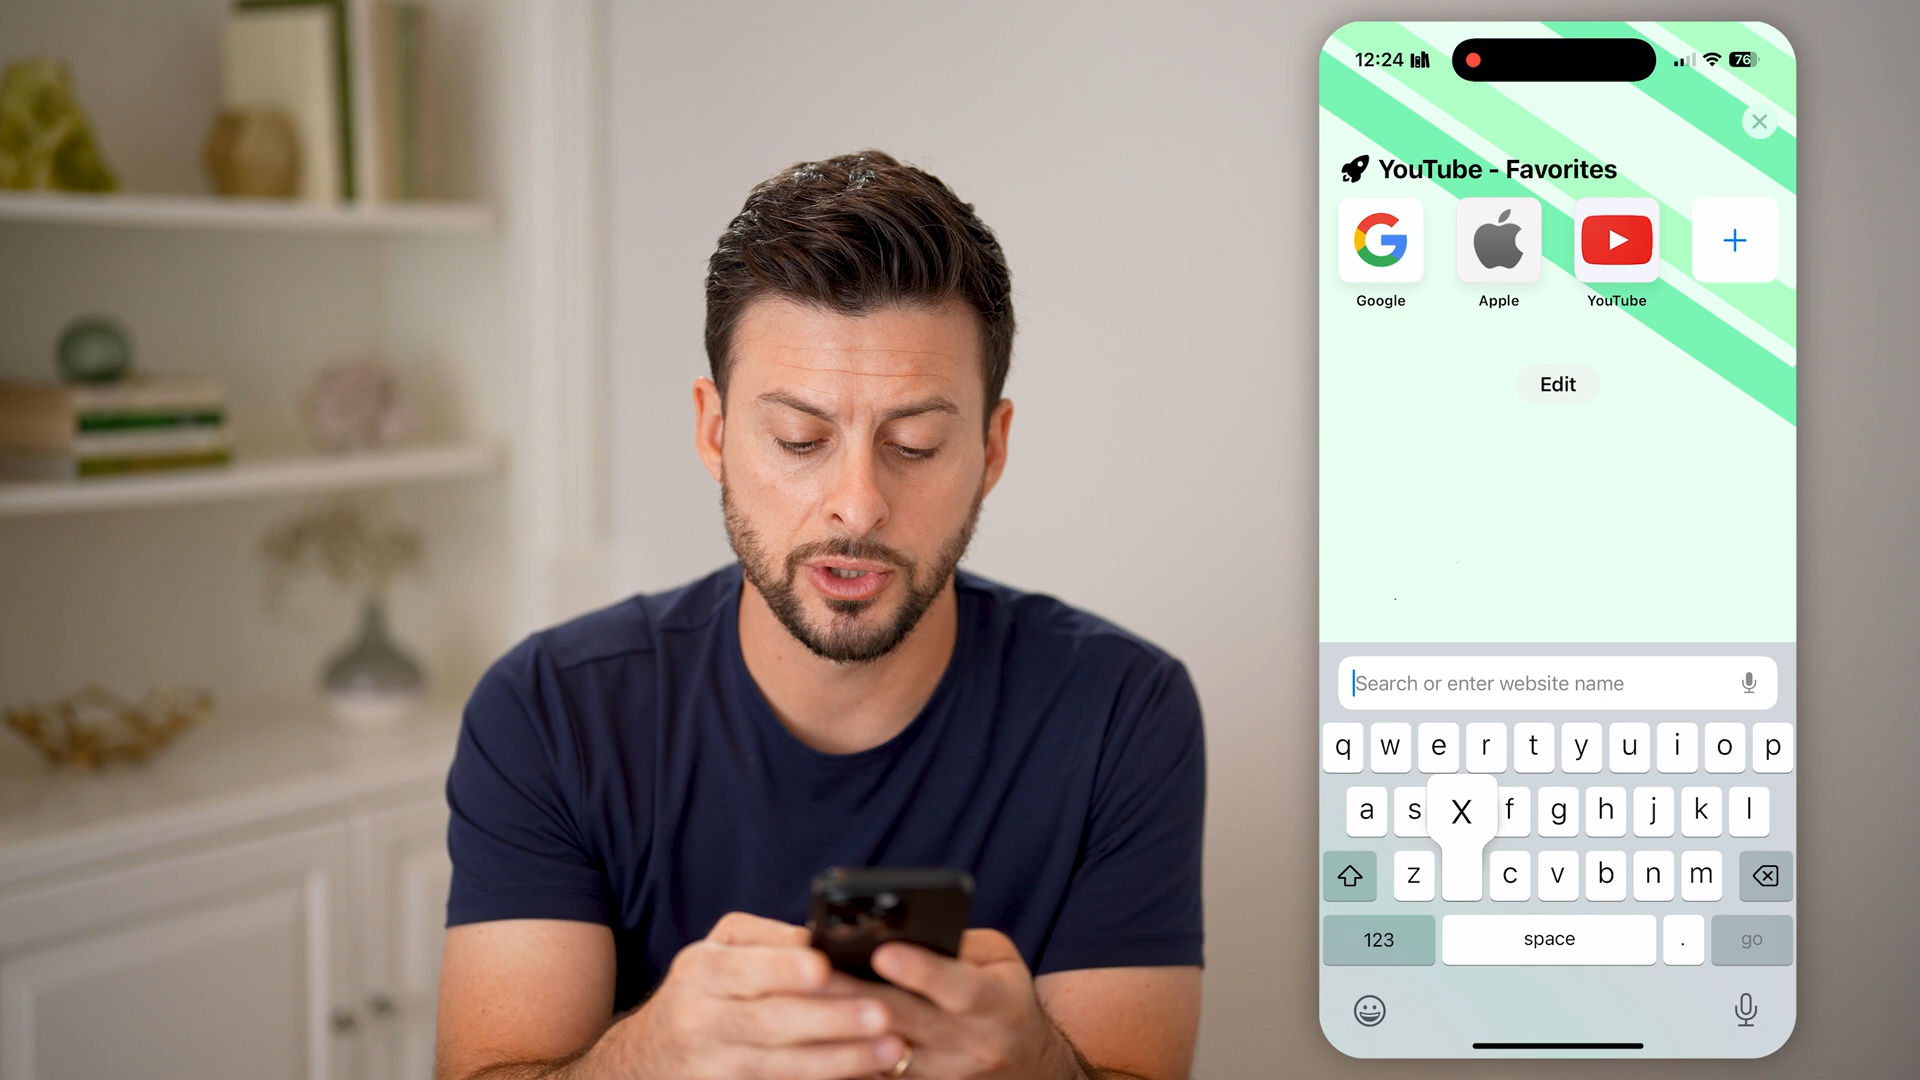 12:24
76
YouTube - Favorites
Google
Apple
YouTube
Edit
Search or enter website name
q w e r t y u i o p
a s X f g h j k l
z c v b n m
123 space . go